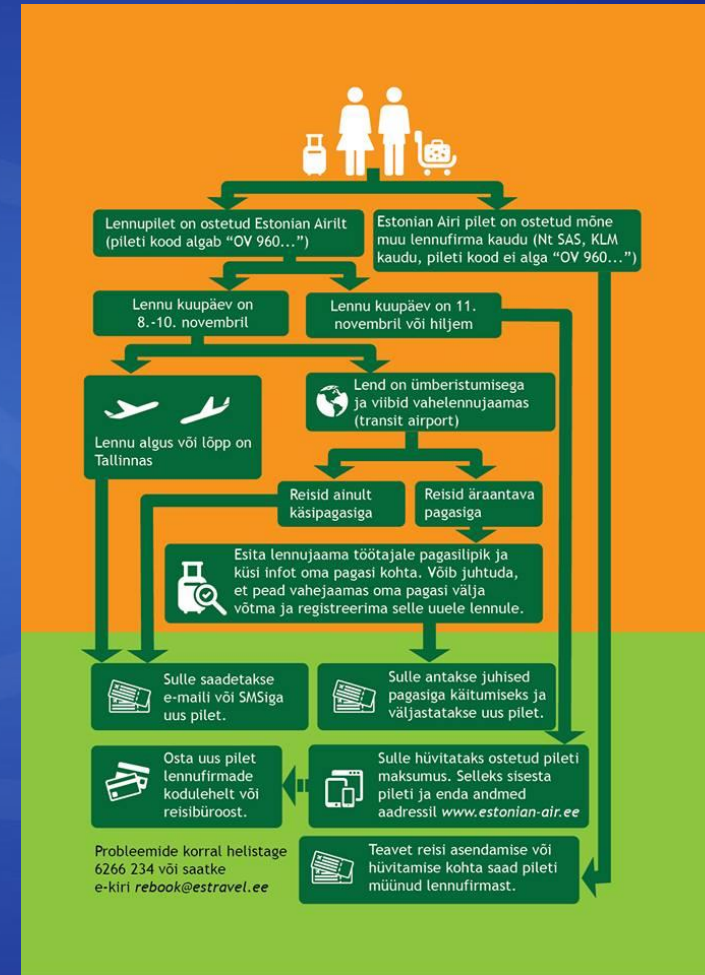 Lennupilet on ostetud Estonian Airilt
(pileti kood algab "OV 960...")
Estonian Airi pilet on ostetud mõne
muu lennufirma kaudu (Nt SAS, KLM
kaudu, pileti kood ei alga "OV 960...")
Lennu kuupäev on
8.-10. novembril
Lennu kuupäev on 11.
novembril või hiljem
Lennu algus või lõpp on
Tallinnas
Lend on ümberistumisega
ja viibid vahelennujaamas
(transit airport)
Reisid ainult
käsipagasiga
Reisid äraantava
pagasiga
Esita lennujaama töötajale pagasilipik ja
küsi infot oma pagasi kohta. Võib juhtuda,
et pead vahejaamas oma pagasi välja
võtma ja registreerima selle uuele lennule.
Sulle saadetakse
e-maili või SMSiga
uus pilet.
Sulle antakse juhised
pagasiga käitumiseks ja
väljastatakse uus pilet.
Osta uus pilet
lennufirmade
kodulehelt või
reisibüroost.
Sulle hüvitataks ostetud pileti
maksumus. Selleks sisesta
pileti ja enda andmed
aadressil www.estonian-air.ee
Probleemide korral helistage
6266 234 või saatke
e-kiri rebook@estravel.ee
Teavet reisi asendamise või
hüvitamise kohta saad pileti
müünud lennufirmast.